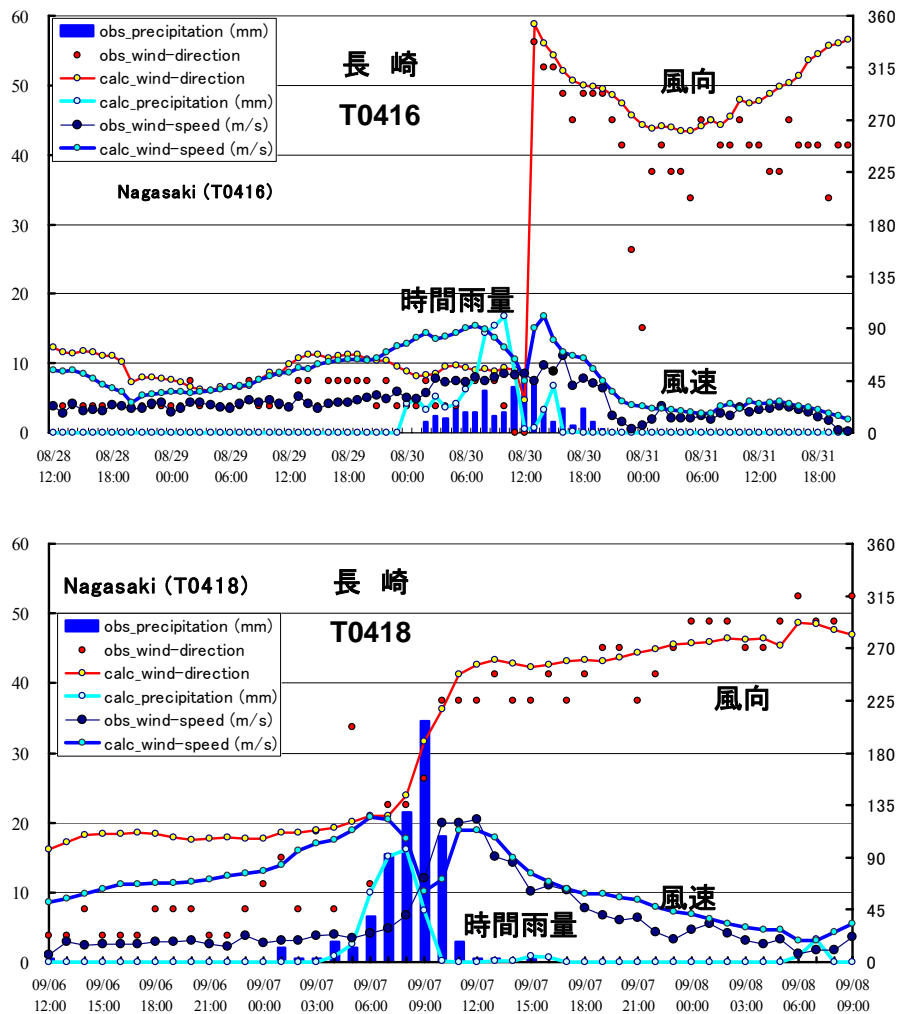 60
50
40
30
20
10
0
360
315
270
225
180
135
90
45
0
obs_precipitation (mm)
obs_wind-direction
calc_wind-direction
calc_precipitation (mm)
obs_wind-speed (m/s)
calc_wind-speed (m/s)
長 崎
T0416
Nagasaki (T0416)
風向
時間雨量
風速
08/28 08/28 08/29 08/29 08/29 08/29 08/30 08/30 08/30 08/30 08/31 08/31 08/31 08/31
12:00 18:00 00:00 06:00 12:00 18:00 00:00 06:00 12:00 18:00 00:00 06:00 12:00 18:00
60
50
40
30
20
10
0
360
315
270
225
180
135
90
45
0
Nagasaki (T0418)
長 崎
T0418
obs_precipitation (mm)
obs_wind-direction
calc_wind-direction
calc_precipitation (mm)
obs_wind-speed (m/s)
calc_wind-speed (m/s)
風向
風速
時間雨量
09/06 09/06 09/06 09/06 09/07 09/07 09/07 09/07 09/07 09/07 09/07 09/07 09/08 09/08 09/08 09/08
12:00 15:00 18:00 21:00 00:00 03:00 06:00 09:00 12:00 15:00 18:00 21:00 00:00 03:00 06:00 09:00